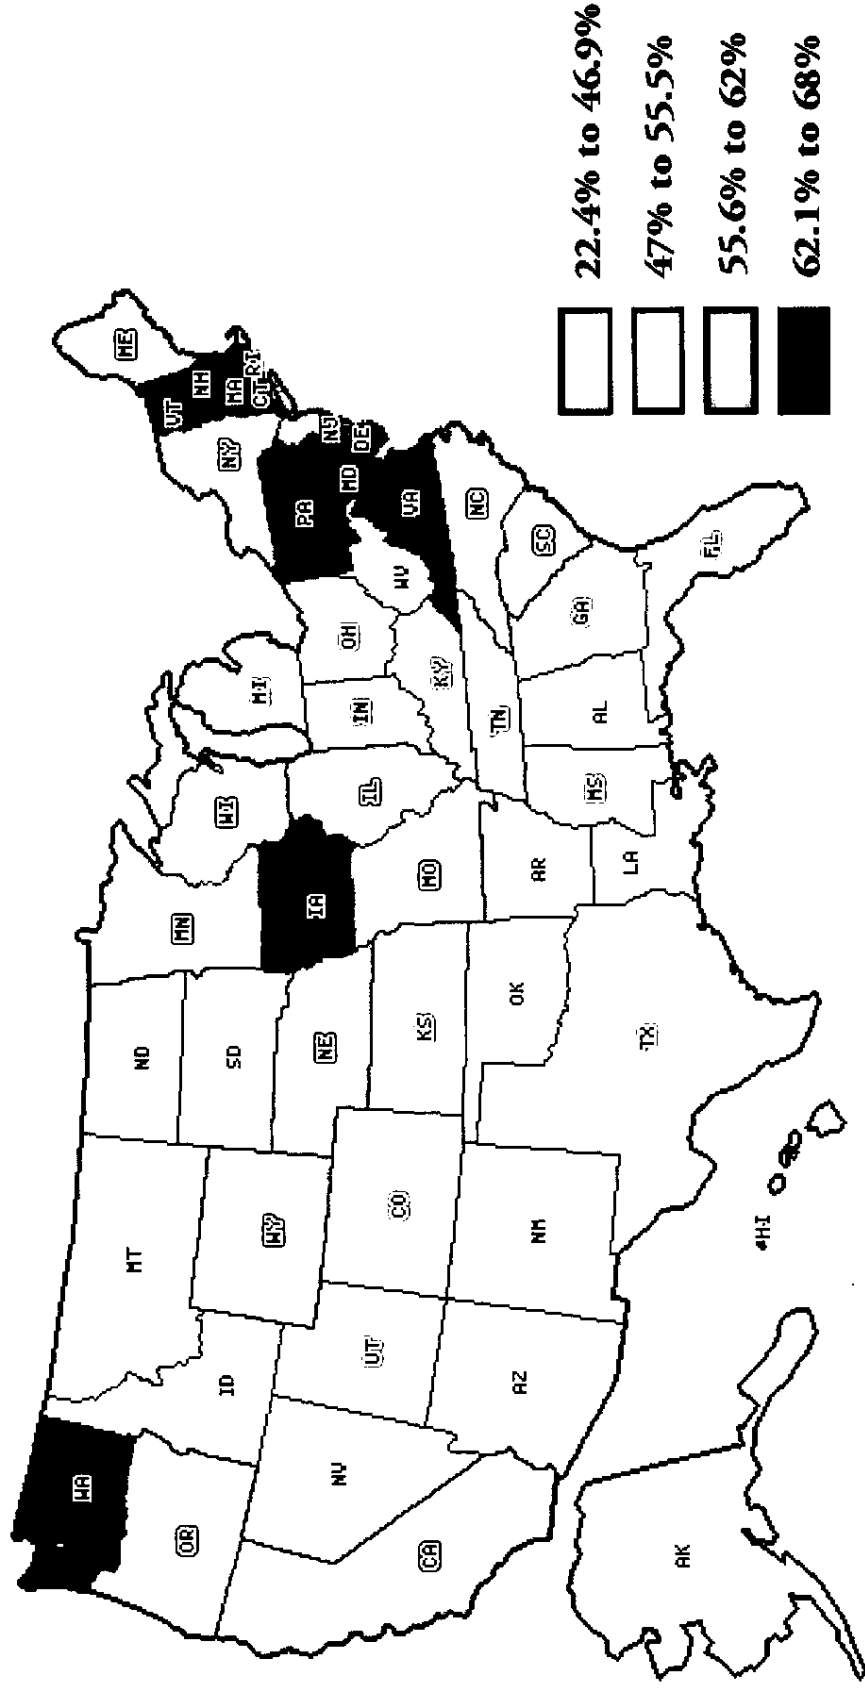 WA
OR
CA
NV
ID
MT
WY
UT
AZ
CO
NM
ND
SD
NE
KS
OK
TX
MN
IA
MO
AR
LA
WI
IL
MS
MI
IN
OH
KY
TN
AL
GA
FL
SC
NC
VA
WV
PA
MD
DE
NJ
NY
VT
NH
MA
RI
CT
ME
AK
HI
22.4% to 46.9%
47% to 55.5%
55.6% to 62%
62.1% to 68%